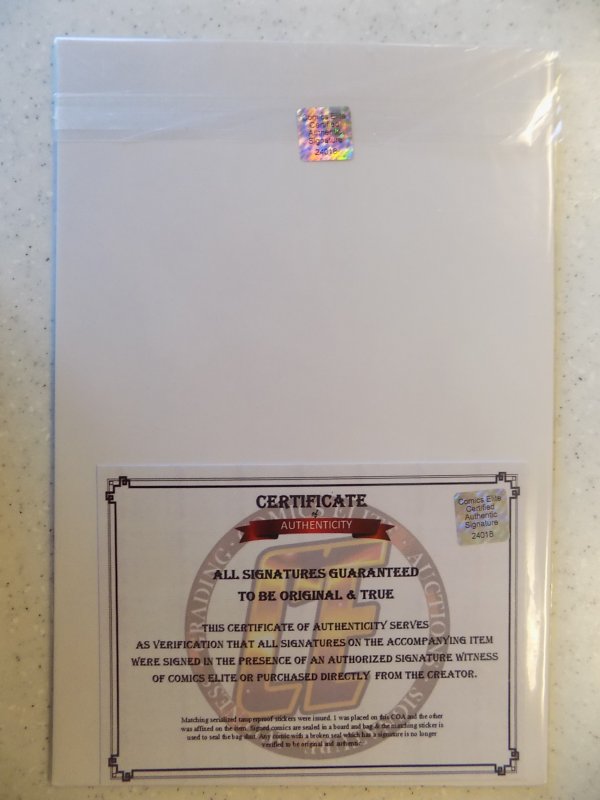 Comics Elite
Certified
Authentic
Signature
24018
CERTIFICATE
of
AUTHENTICITY
Comics Elite
Certified
Authentic
Signature
24018
ALL SIGNATURES GUARANTEED
TO BE ORIGINAL & TRUE
THIS CERTIFICATE OF AUTHENTICITY SERVES
AS VERIFICATION THAT ALL SIGNATURES ON THE ACCOMPANYING ITEM
WERE SIGNED IN THE PRESENCE OF AN AUTHORIZED SIGNATURE WITNESS
OF COMICS ELITE OR PURCHASED DIRECTLY FROM THE CREATOR.
Matching serialized tamperproof stickers were issued. 1 was placed on this COA and the other
was affixed on the item. Signed comics are sealed in a board and bag & the matching sticker is
used to seal the bag shut. Any comic with a broken seal which has a signature is no longer
verified to be original and authentic.
CE